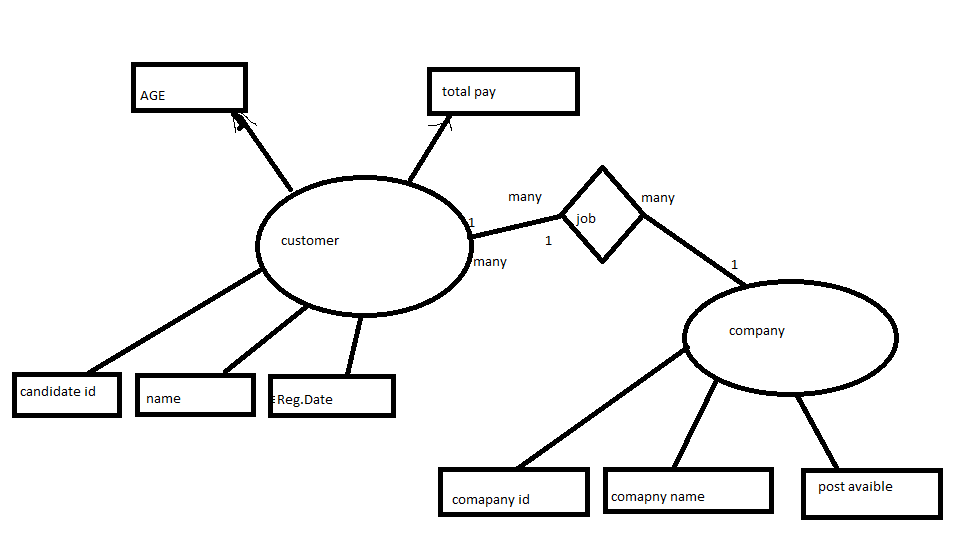 AGE
total pay
many
many
job
1
customer
1
many
1
company
candidate id
name
Reg.Date
comapany id
comapny name
post avaible